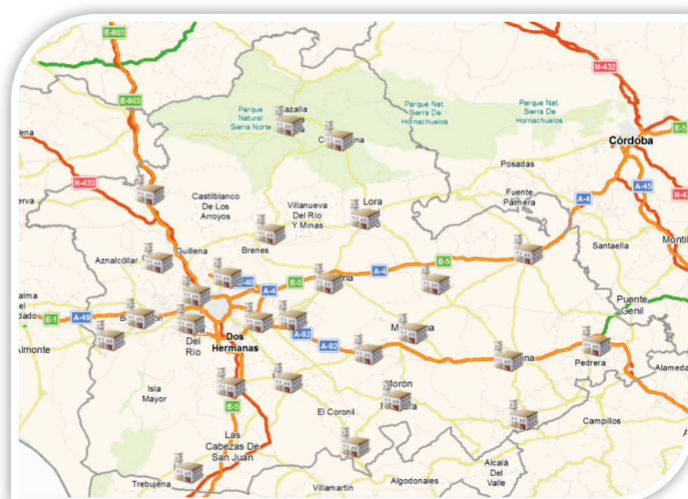 E-803
N-432
Parque
Natural
Sierra Norte
Parque Nat.
Sierra De
Hornachuelos
Parque Nat.
Sierra De
Hornachuelos
E-803
Córdoba
E-5
Posadas
N-433
A-45
Castilblanco
De Los
Arroyos
Villanueva
Del Río
Y Minas
Lora
Fuente
Palmera
A-4
Guillena
Brenes
Santaella
Aznalcóllar
E-5
A-4
E-5
A-4
Puente
Genil
E-1
A-49
Almonte
Del
Río
Dos
Hermanas
A-92
A-92
Pedrera
Alameda
Isla
Mayor
Morón
E-5
El Coronil
Campillos
Las
Cabezas De
San Juan
Trebujena
Alcalá
Del
Valle
Villamartín
Algodonales